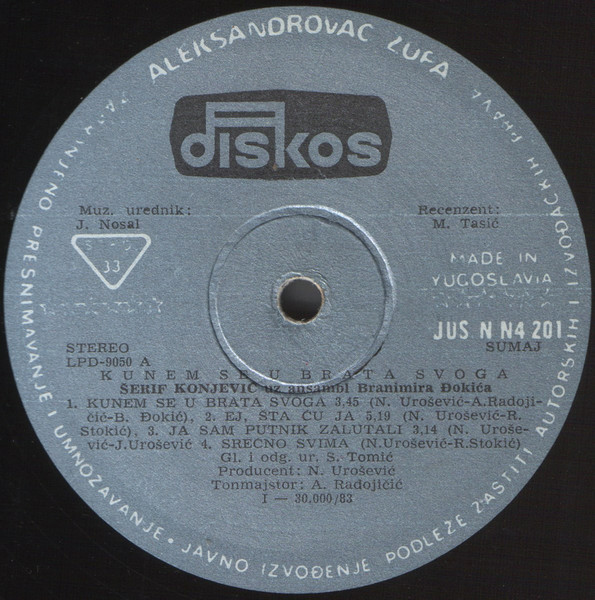 ALEKSANDROVAC ŽUPA
diskos
Muz. urednik:
J. Nosal
Recenzent:
M. Tasić
33
MADE IN
YUGOSLAVIA
JUS N N4 201
STEREO
SUMAJ
LPD-9050 A
KUNEM SE U BRATA SVOGA
ŠERIF KONJEVIĆ uz ansambl Branimira Đokića
1. KUNEM SE U BRATA SVOGA 3,45 (N. Urošević-A.Radoji-
čić-B. Đokić), 2. EJ, ŠTA ĆU JA 5,19 (N. Urošević-R.
Stokić), 3. JA SAM PUTNIK ZALUTALI 3,14 (N. Uroše-
vić-J.Urošević 4. SREĆNO SVIMA (N.Urošević-R.Stokić)
Gl. i odg. ur. S. Tomić
Producent: N. Urošević
Tonmajstor: A. Radojičić
I — 30.000/83
PRESNIMAVANJE I UMNOŽAVANJE • JAVNO IZVOĐENJE PODLEŽE ZAŠTITI AUTORSKIH I IZVOĐAČKIH PRAVA